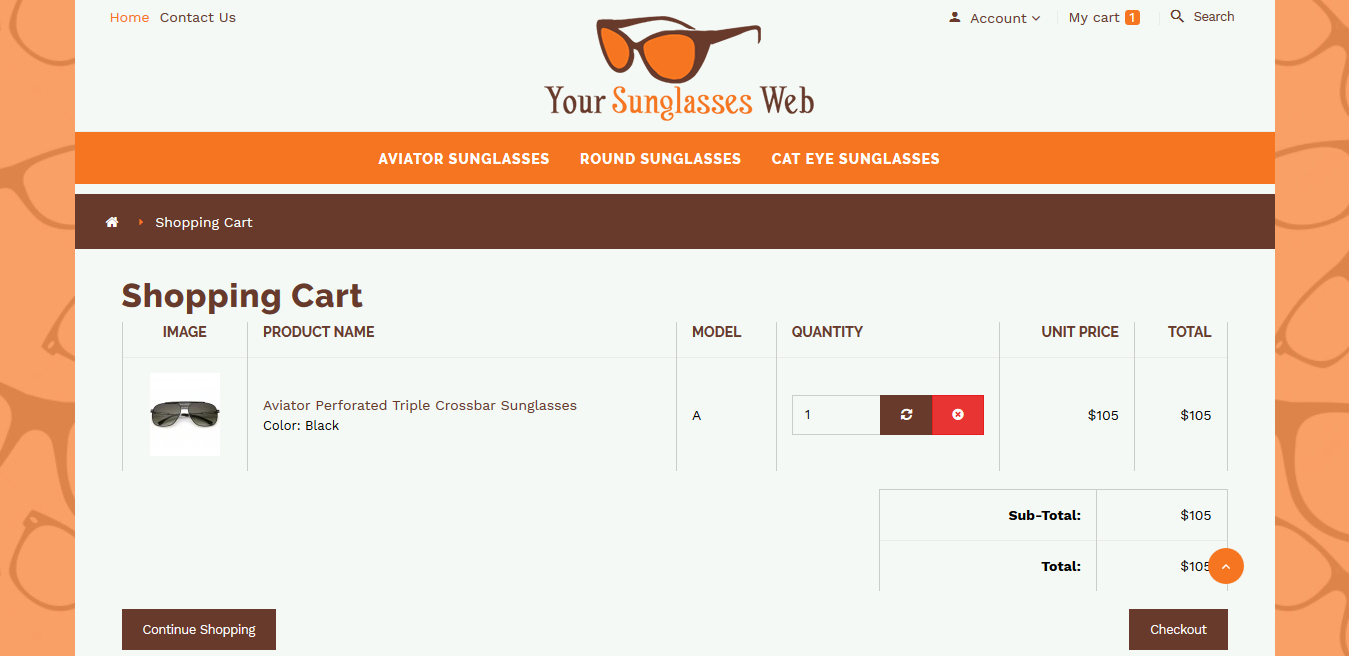 Home Contact Us
Account My cart 1 Search
Your Sunglasses Web
AVIATOR SUNGLASSES ROUND SUNGLASSES CAT EYE SUNGLASSES
Shopping Cart
Shopping Cart
IMAGE PRODUCT NAME MODEL QUANTITY UNIT PRICE TOTAL
Aviator Perforated Triple Crossbar Sunglasses
Color: Black
A 1 $105 $105
Sub-Total: $105
Total: $105
Continue Shopping Checkout